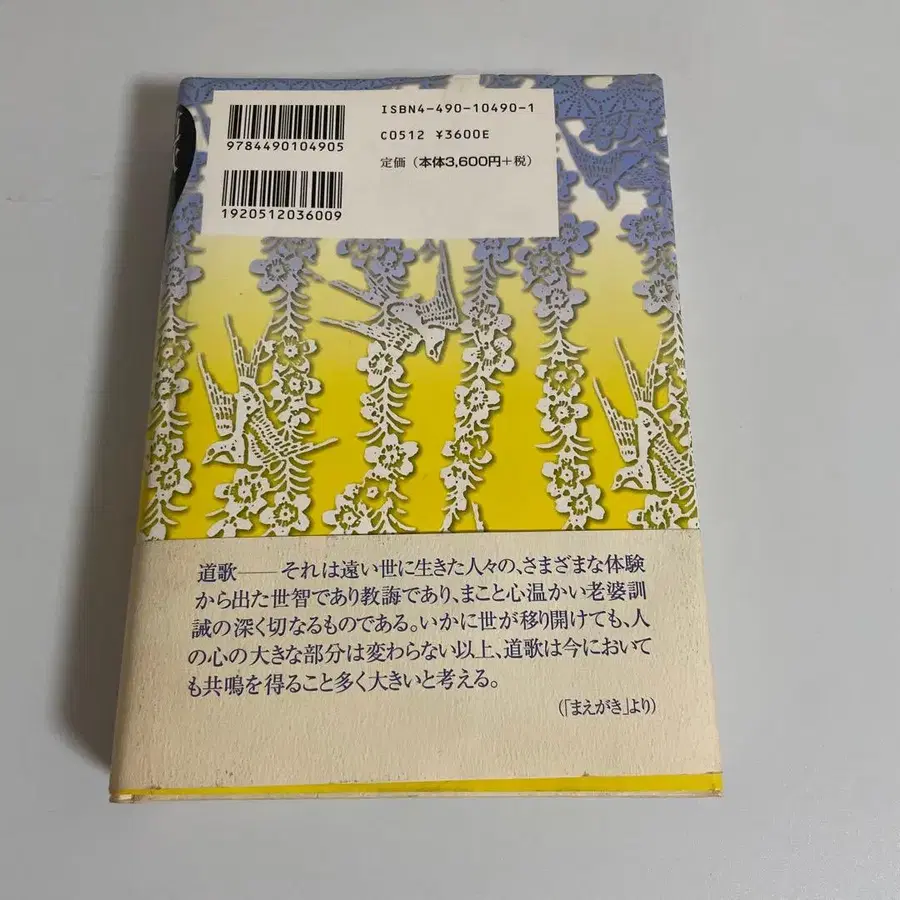 ISBN4-490-10490-1
C0512 ¥3600E
定価（本体3,600円+税）
9784490104905
1920512036009
道歌――それは遠い世に生きた人々の、さまざまな体験
から出た世智であり教誨であり、まこと心温かい老婆訓
誡の深く切なるものである。いかに世が移り開けても、人
の心の大きな部分は変わらない以上、道歌は今において
も共鳴を得ること多く大きいと考える。
（「まえがき」より）